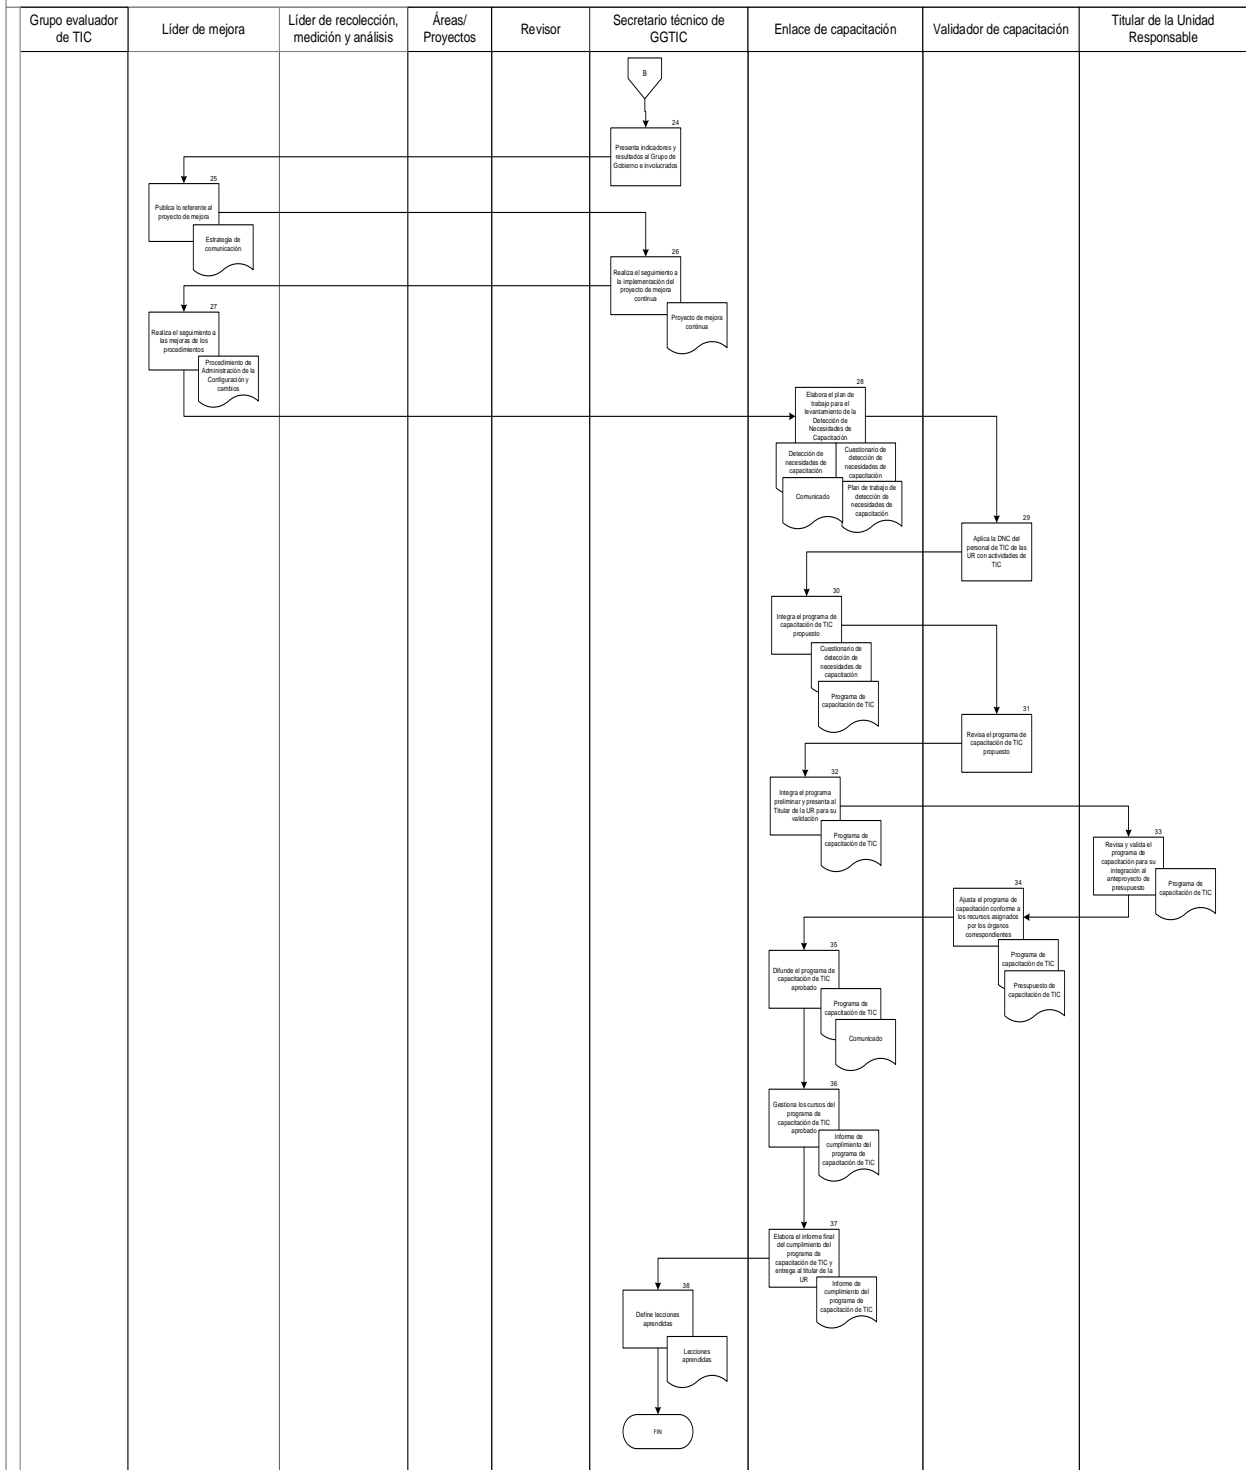 Grupo evaluador
de TIC
Líder de mejora
Líder de recolección,
medición y análisis
Áreas/
Proyectos
Revisor
Secretario técnico de
GGTIC
Enlace de capacitación
Validador de capacitación
Titular de la Unidad
Responsable
B
24
Presenta indicadores y
resultados al Grupo de
Gobierno e involucrados
25
Publica lo referente al
proyecto de mejora
Estrategia de
comunicación
26
Realiza el seguimiento a
la implementación del
proyecto de mejora
continua
Proyecto de mejora
continua
27
Realiza el seguimiento a
las mejoras de los
procedimientos
Procedimiento de
Administración de la
Configuración y
cambios
28
Elabora el plan de
trabajo para el
levantamiento de la
Detección de
Necesidades de
Capacitación
Detección de
necesidades de
capacitación
Cuestionario de
detección de
necesidades de
capacitación
Comunicado
Plan de trabajo de
detección de
necesidades de
capacitación
29
Aplica la DNC del
personal de TIC de las
UR con actividades de
TIC
30
Integra el programa de
capacitación de TIC
propuesto
Cuestionario de
detección de
necesidades de
capacitación
Programa de
capacitación de TIC
31
Revisa el programa de
capacitación de TIC
propuesto
32
Integra el programa
preliminar y presenta al
Titular de la UR para su
validación
Programa de
capacitación de TIC
33
Revisa y valida el
programa de
capacitación para su
integración al
anteproyecto de
presupuesto
Programa de
capacitación de TIC
34
Ajusta el programa de
capacitación conforme a
los recursos asignados
por los órganos
correspondientes
Programa de
capacitación de TIC
Presupuesto de
capacitación de TIC
35
Difunde el programa de
capacitación de TIC
aprobado
Programa de
capacitación de TIC
Comunicado
36
Gestiona los cursos del
programa de
capacitación de TIC
aprobado
Informe de
cumplimiento del
programa de
capacitación de TIC
37
Elabora el informe final
del cumplimiento del
programa de
capacitación de TIC y
entrega al titular de la
UR
Informe de
cumplimiento del
programa de
capacitación de TIC
38
Define lecciones
aprendidas
Lecciones
aprendidas
FIN